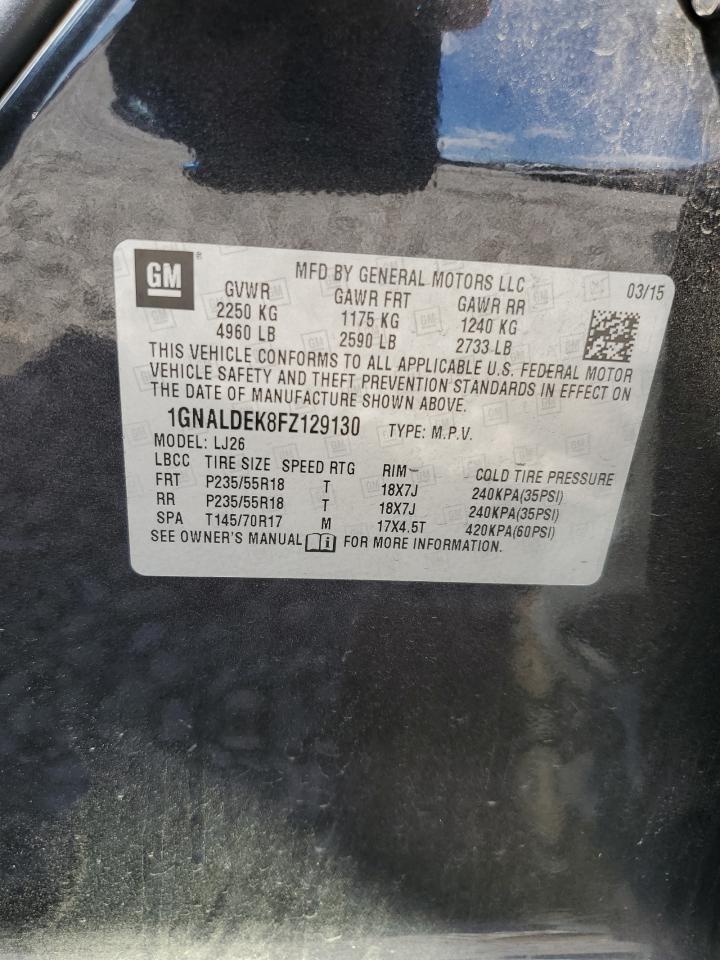 GM ®
MFD BY GENERAL MOTORS LLC 03/15
GVWR GAWR FRT GAWR RR
2250 KG 1175 KG 1240 KG
4960 LB 2590 LB 2733 LB
THIS VEHICLE CONFORMS TO ALL APPLICABLE U.S. FEDERAL MOTOR
VEHICLE SAFETY AND THEFT PREVENTION STANDARDS IN EFFECT ON
THE DATE OF MANUFACTURE SHOWN ABOVE.
1GNALDEK8FZ129130 TYPE: M.P.V.
MODEL: LJ26
LBCC TIRE SIZE SPEED RTG RIM COLD TIRE PRESSURE
FRT P235/55R18 T 18X7J 240KPA(35PSI)
RR P235/55R18 T 18X7J 240KPA(35PSI)
SPA T145/70R17 M 17X4.5T 420KPA(60PSI)
SEE OWNER'S MANUAL FOR MORE INFORMATION.